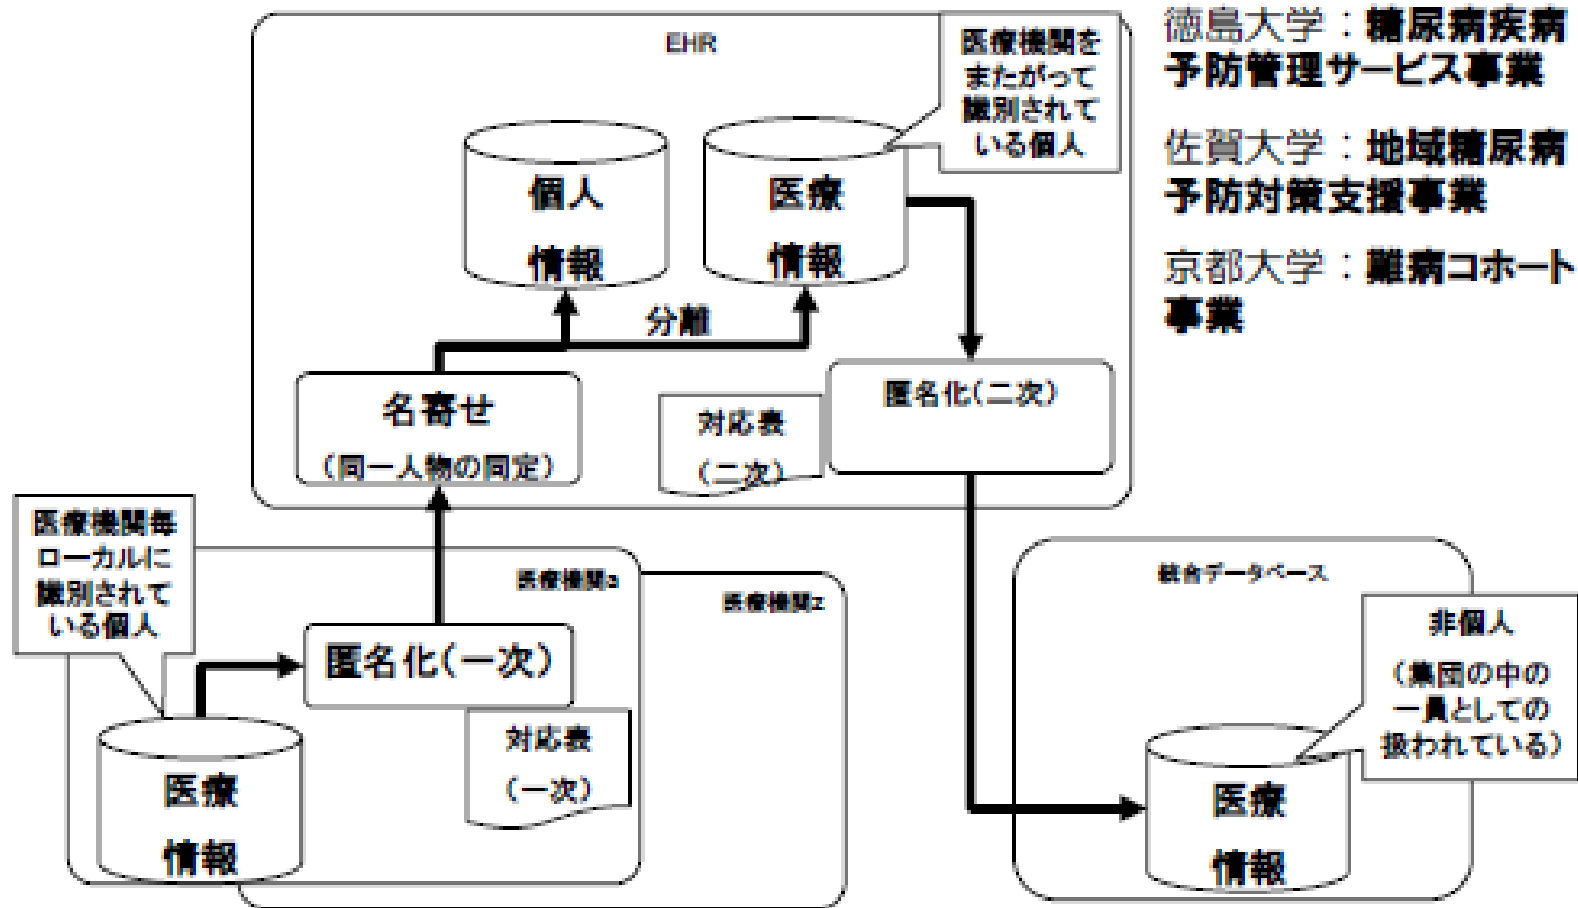 EHR
医療機関を
またがって
識別されて
いる個人
徳島大学：糖尿病疾病
予防管理サービス事業
佐賀大学：地域糖尿病
予防対策支援事業
京都大学：難病コホート
事業
個人
情報
医療
情報
分離
名寄せ
（同一人物の同定）
対応表
（二次）
匿名化（二次）
医療機関毎
ローカルに
識別されて
いる個人
医療機関2
匿名化（一次）
対応表
（一次）
医療
情報
統合データベース
非個人
（集団の中の
一員としての
扱われている）
医療
情報